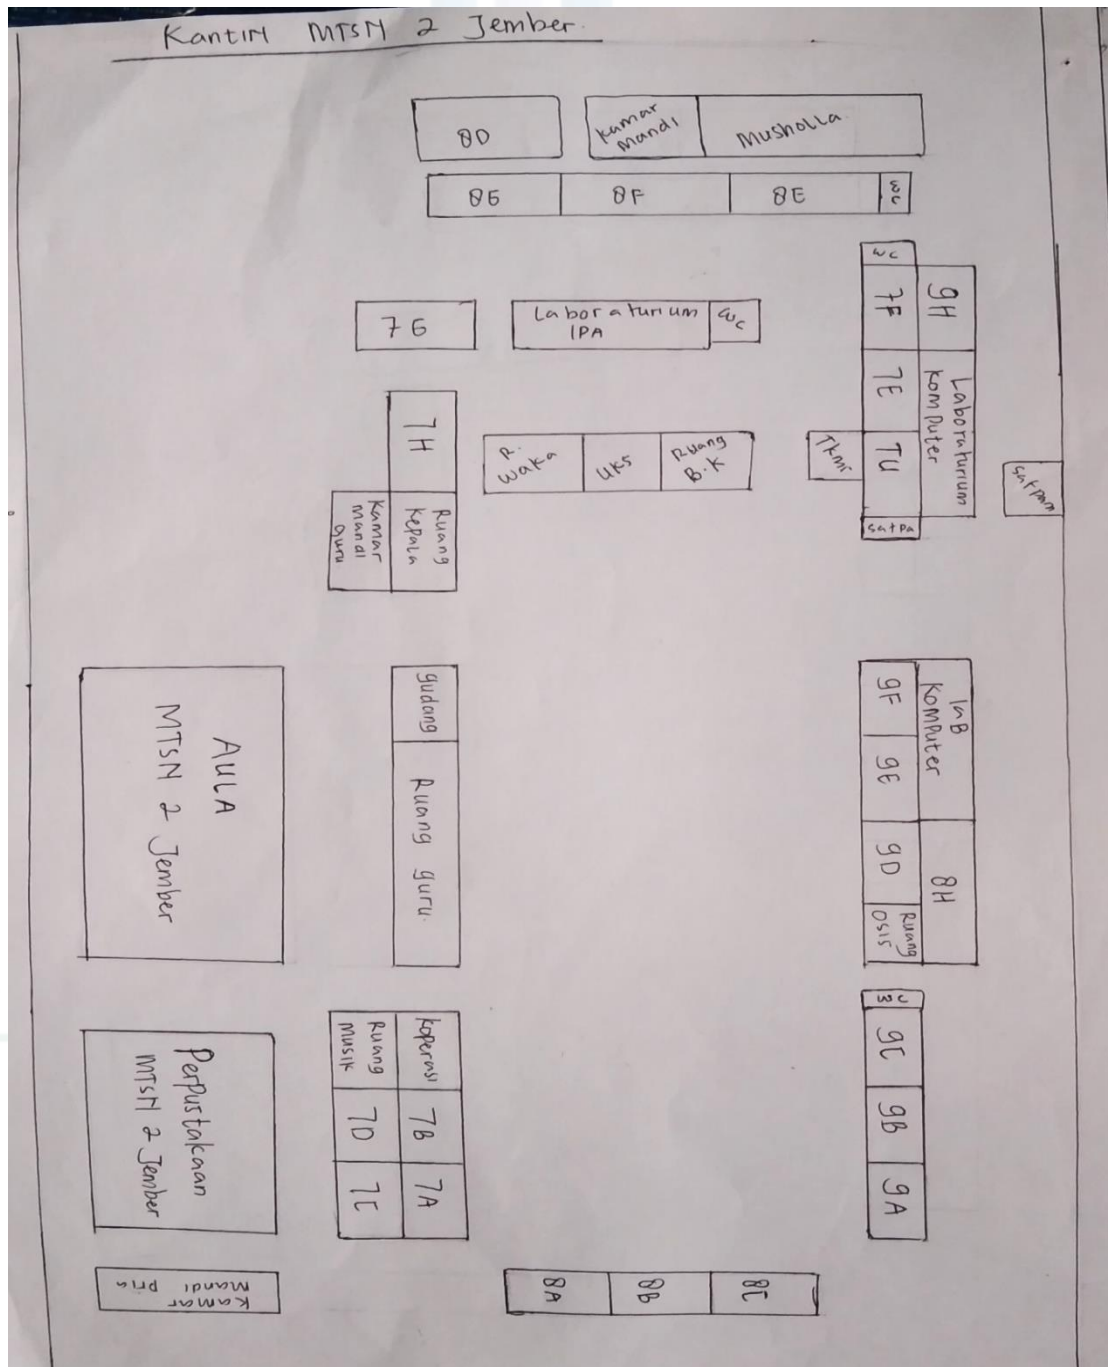 Kantin MTSN 2 Jember.
8D
Kamar
Mandi
Musholla
8G
8F
8E
WC
WC
7F
7E
TU
Satpa
9H
Laboraturium
Komputer
7G
Laboraturium
IPA
WC
7H
Ruang
Kepala
Kamar
mandi
guru
R.
Waka
UKS
Ruang
B.K
Satpam
gudang
Ruang guru.
AULA
MTSN 2 Jember
9F
9E
9D
Ruang
OSIS
laB
Komputer
8H
Koperasi
7B
7A
Ruang
Musik
7D
7C
Perpustakaan
MTSN 2 Jember
WC
9C
9B
9A
Kamar
Mandi pria
8A
8B
8C